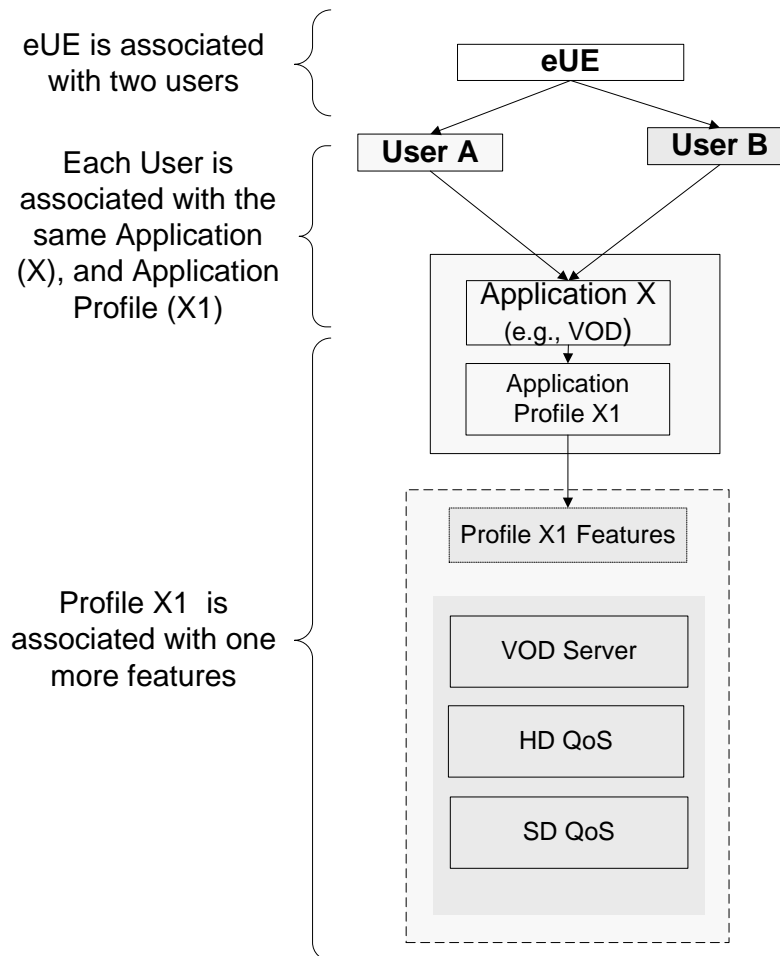 eUE is associated
with two users
eUE
User A
User B
Each User is
associated with the
same Application
(X), and Application
Profile (X1)
Application X
(e.g., VOD)
Application
Profile X1
Profile X1 Features
Profile X1 is
associated with one
more features
VOD Server
HD QoS
SD QoS